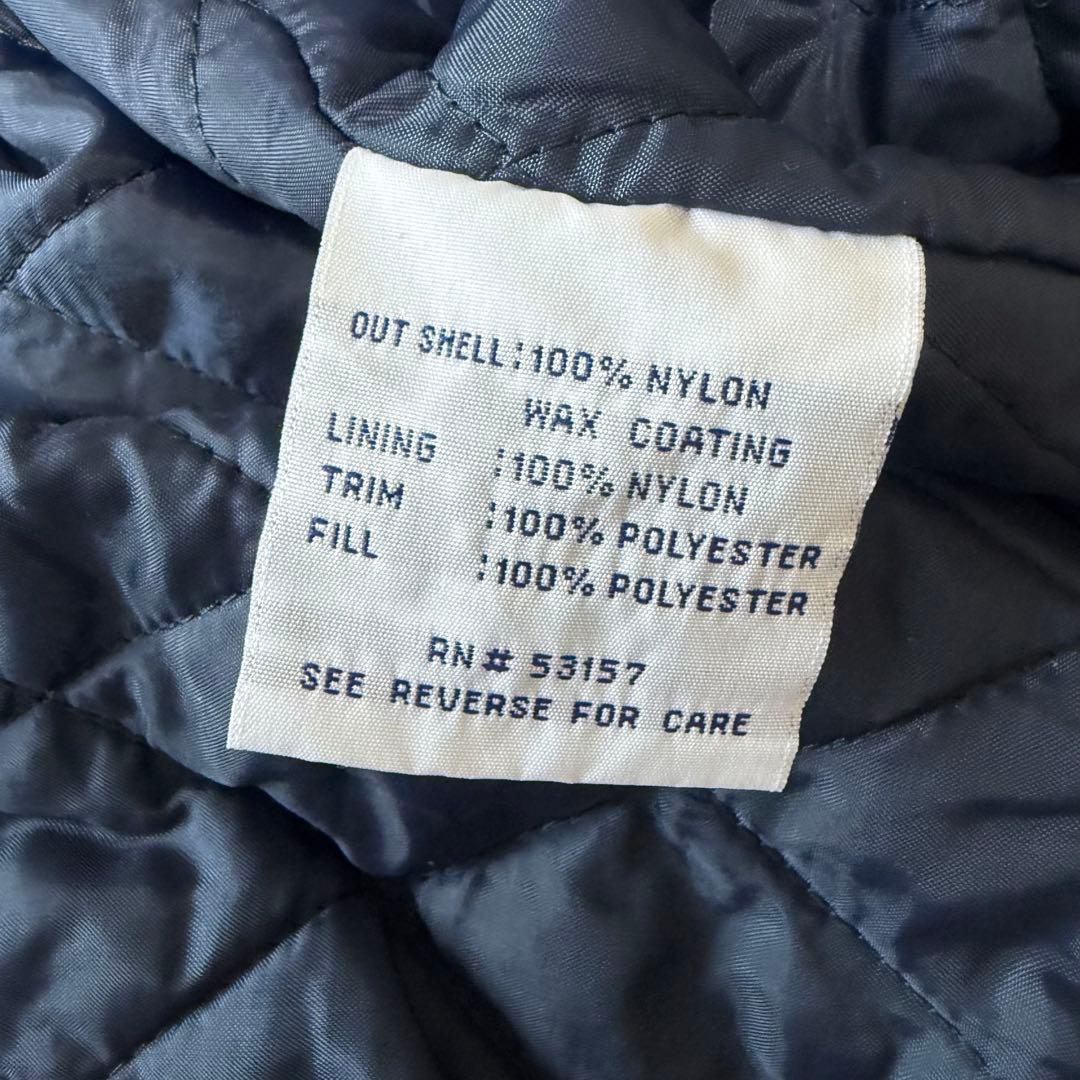 OUT SHELL:100% NYLON
WAX COATING
LINING :100% NYLON
TRIM :100% POLYESTER
FILL :100% POLYESTER
RN# 53157
SEE REVERSE FOR CARE